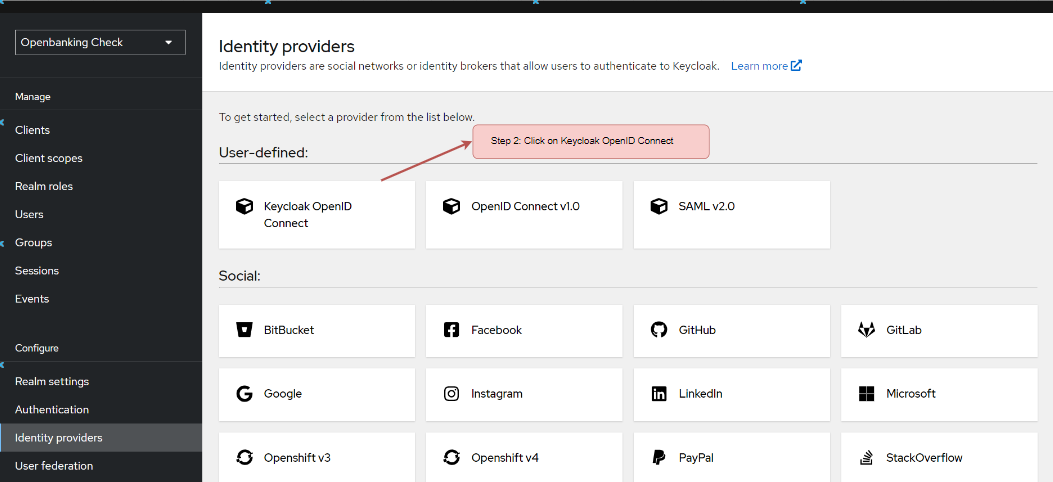 Openbanking Check
Manage
Clients
Client scopes
Realm roles
Users
Groups
Sessions
Events
Configure
Realm settings
Authentication
Identity providers
User federation
Identity providers
Identity providers are social networks or identity brokers that allow users to authenticate to Keycloak. Learn more
To get started, select a provider from the list below.
Step 2: Click on Keycloak OpenID Connect
User-defined:
Keycloak OpenID
Connect
OpenID Connect v1.0
SAML v2.0
Social:
BitBucket
Facebook
GitHub
GitLab
Google
Instagram
LinkedIn
Microsoft
Openshift v3
Openshift v4
PayPal
StackOverflow